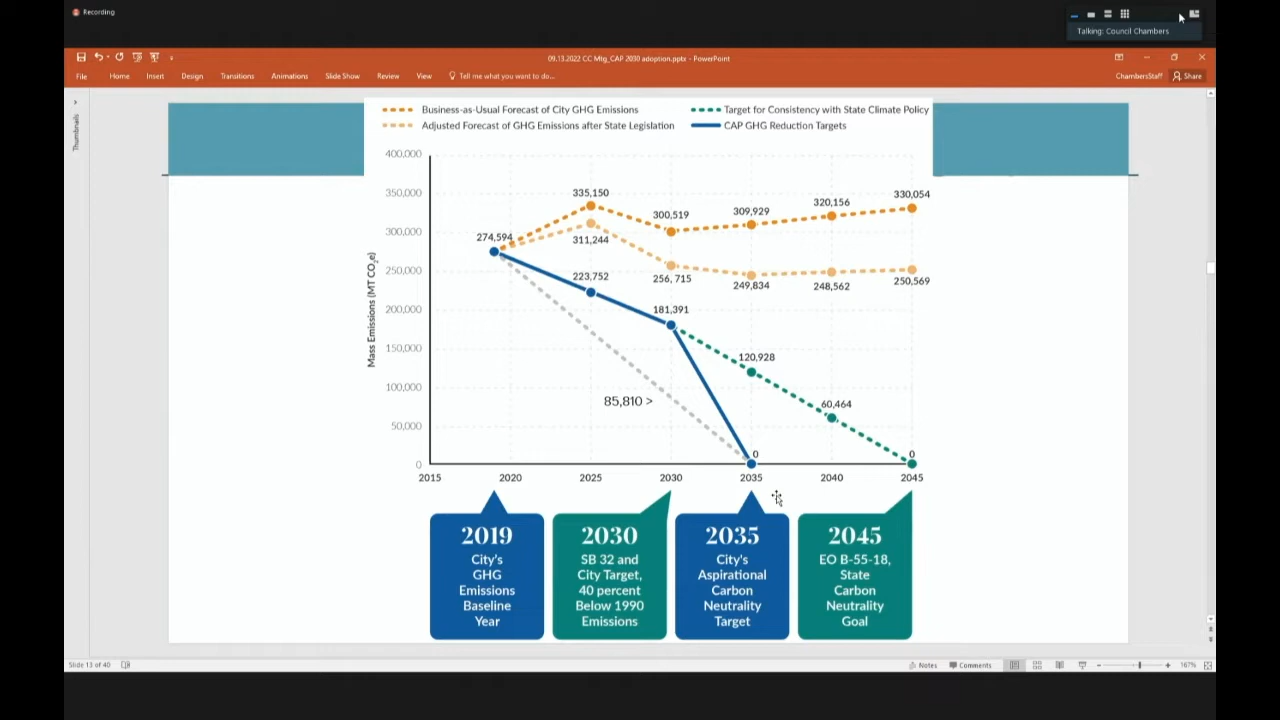 Recording
Talking: Council Chambers
09.13.2022 CC Mtg_CAP 2030 adoption.pptx - PowerPoint
File Home Insert Design Transitions Animations Slide Show Review View Tell me what you want to do... ChambersStaff Share
Thumbnails
Business-as-Usual Forecast of City GHG Emissions
Target for Consistency with State Climate Policy
Adjusted Forecast of GHG Emissions after State Legislation
CAP GHG Reduction Targets
Mass Emissions (MT CO₂e)
400,000
350,000
300,000
250,000
200,000
150,000
100,000
50,000
0
335,150
300,519
309,929
320,156
330,054
274,594
311,244
256, 715
249,834
248,562
250,569
223,752
181,391
120,928
60,464
85,810 >
0
0
2015 2020 2025 2030 2035 2040 2045
2019
City's
GHG
Emissions
Baseline
Year
2030
SB 32 and
City Target,
40 percent
Below 1990
Emissions
2035
City's
Aspirational
Carbon
Neutrality
Target
2045
EO B-55-18,
State
Carbon
Neutrality
Goal
Slide 13 of 40
Notes Comments 167%